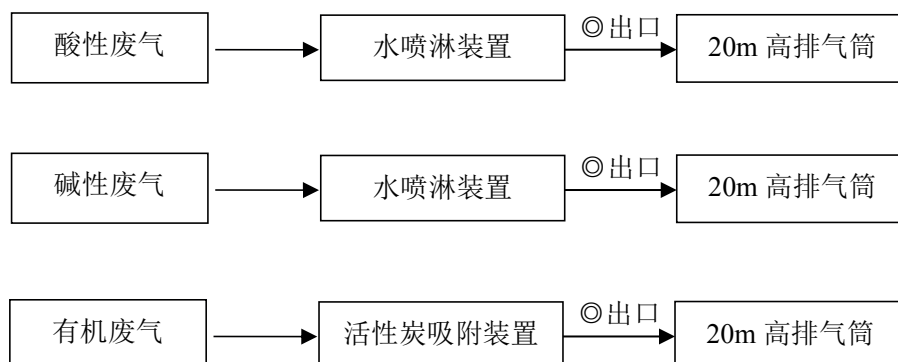 酸性废气 水喷淋装置 ◎出口 20m 高排气筒
碱性废气 水喷淋装置 ◎出口 20m 高排气筒
有机废气 活性炭吸附装置 ◎出口 20m 高排气筒